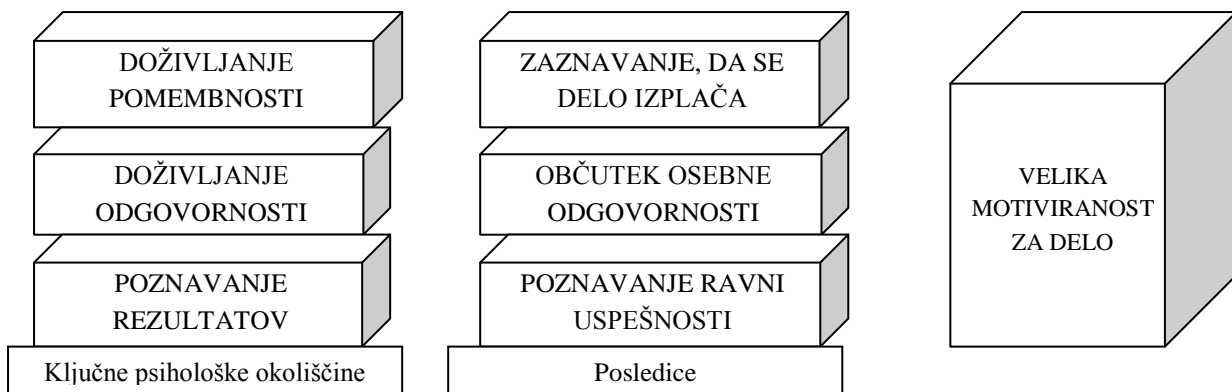 DOŽIVLJANJE
POMEMBNOSTI
DOŽIVLJANJE
ODGOVORNOSTI
POZNAVANJE
REZULTATOV
Ključne psihološke okoliščine
ZAZNAVANJE, DA SE
DELO IZPLAČA
OBČUTEK OSEBNE
ODGOVORNOSTI
POZNAVANJE RAVNI
USPEŠNOSTI
Posledice
VELIKA
MOTIVIRANOST
ZA DELO